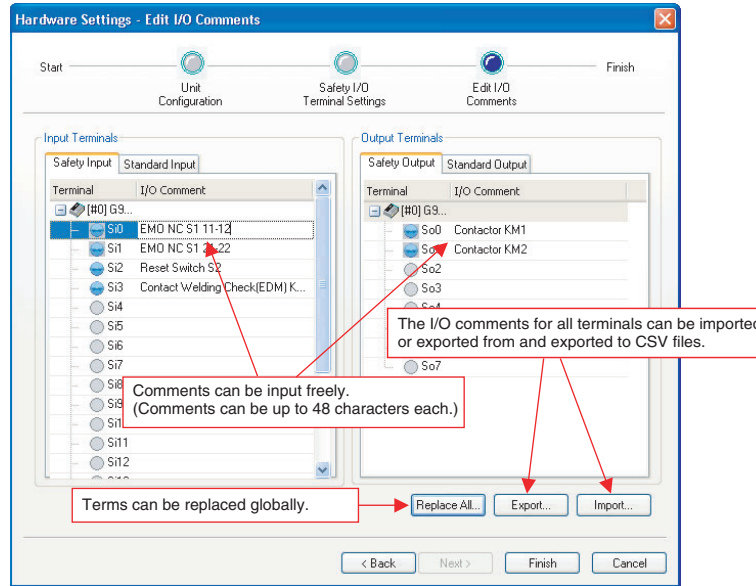 Hardware Settings - Edit I/O Comments
Start
Unit
Configuration
Safety I/O
Terminal Settings
Edit I/O
Comments
Finish
Input Terminals
Safety Input
Standard Input
Terminal
I/O Comment
[#0] G9...
Si0 EMO NC S1 11-12
Si1 EMO NC S1 21-22
Si2 Reset Switch S2
Si3 Contact Welding Check(EDM) K...
Si4
Si5
Si6
Si7
Si8
Si9
Si11
Si12
Output Terminals
Safety Output
Standard Output
Terminal
I/O Comment
[#0] G9...
So0 Contactor KM1
Contactor KM2
So2
So3
So7
The I/O comments for all terminals can be imported
or exported from and exported to CSV files.
Comments can be input freely.
(Comments can be up to 48 characters each.)
Terms can be replaced globally.
Replace All...
Export...
Import...
< Back
Next >
Finish
Cancel